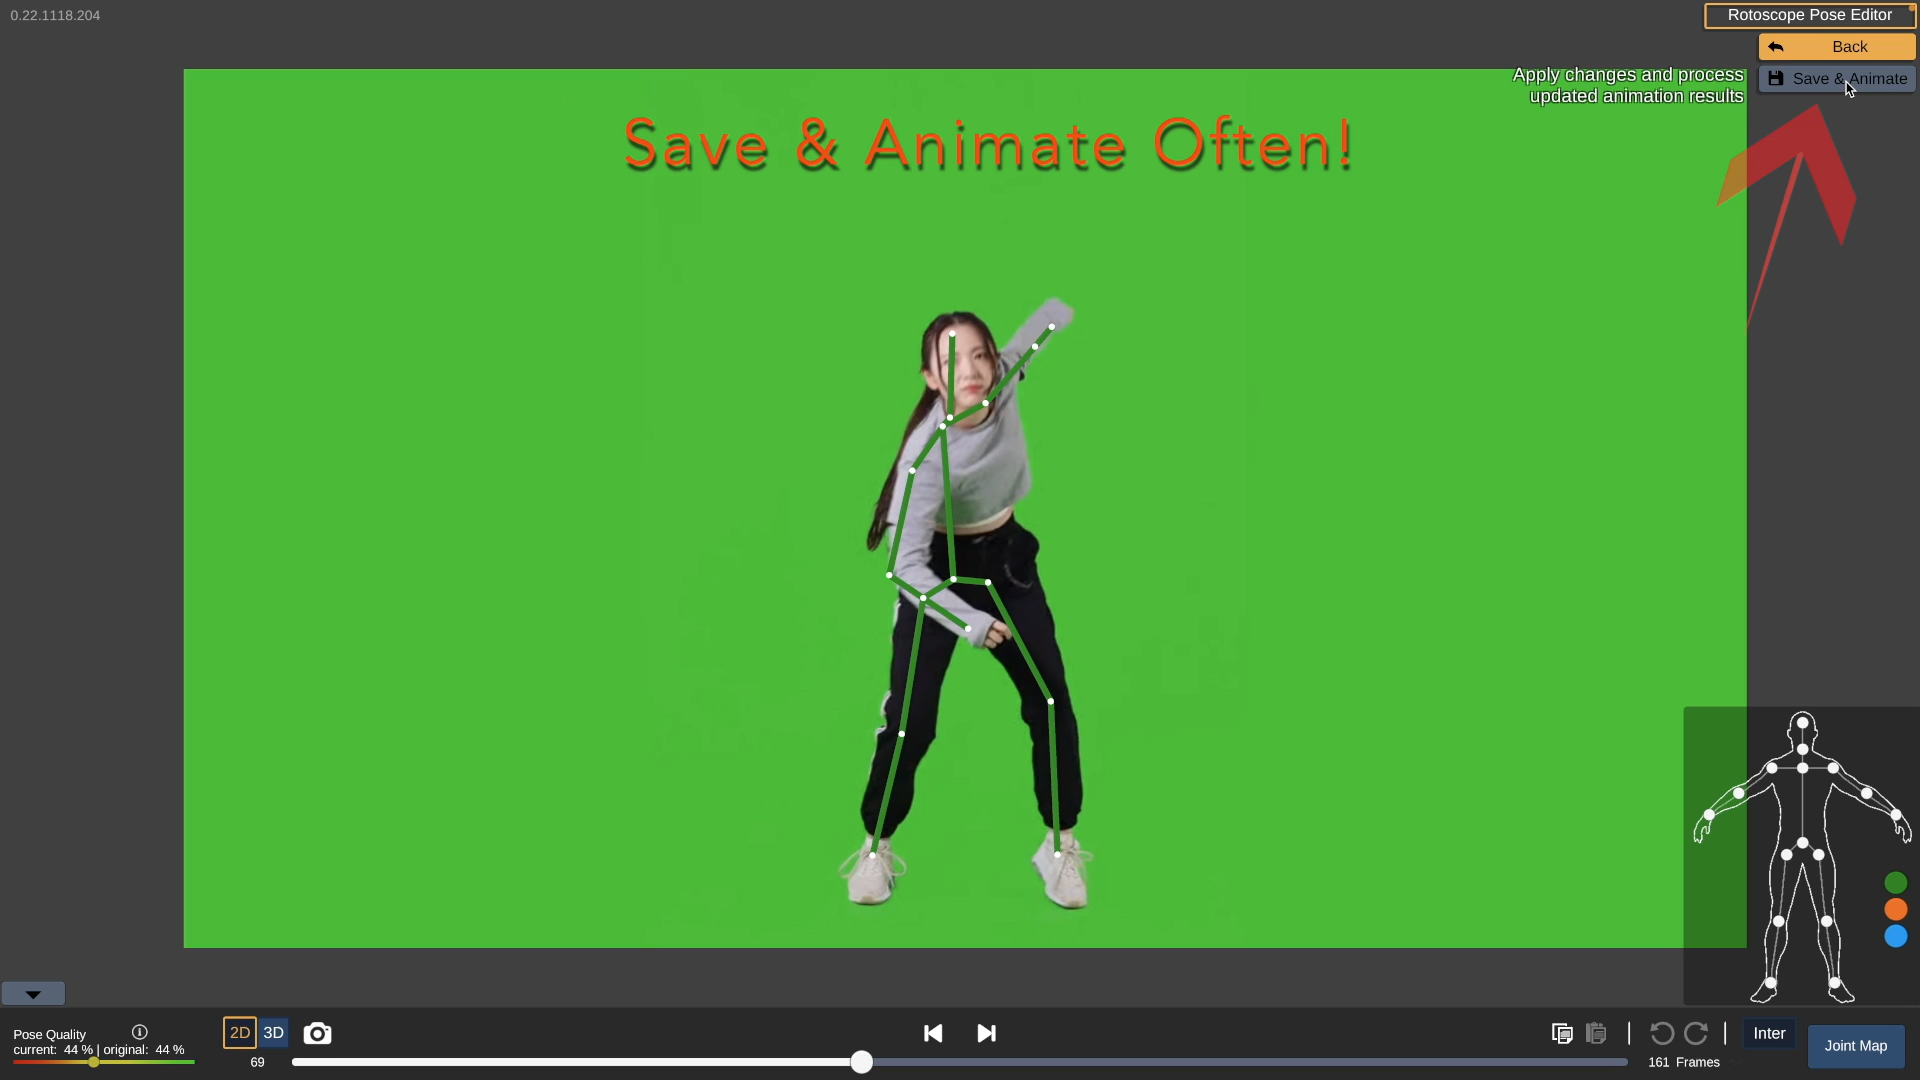 0.22.1118.204
Rotoscope Pose Editor
Back
Save & Animate
Apply changes and process
updated animation results
Save & Animate Often!
Pose Quality
current: 44 % | original: 44 %
2D 3D
69
161 Frames
Inter
Joint Map